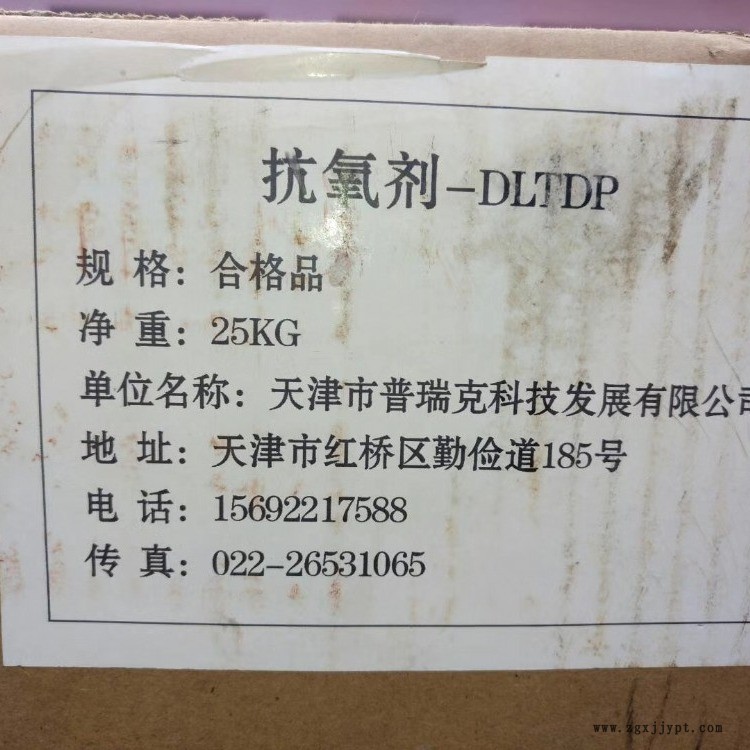 抗氧剂-DLTDP
规 格：合格品
净 重：25KG
单位名称：天津市普瑞克科技发展有限公司
地 址：天津市红桥区勤俭道185号
电 话：15692217588
传 真：022-26531065
www.zgxjjypt.com